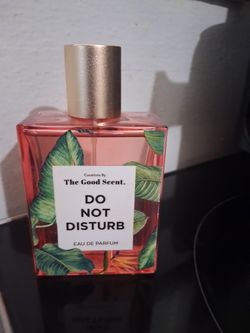 Curations By
The Good Scent.
DO
NOT
DISTURB
EAU DE PARFUM